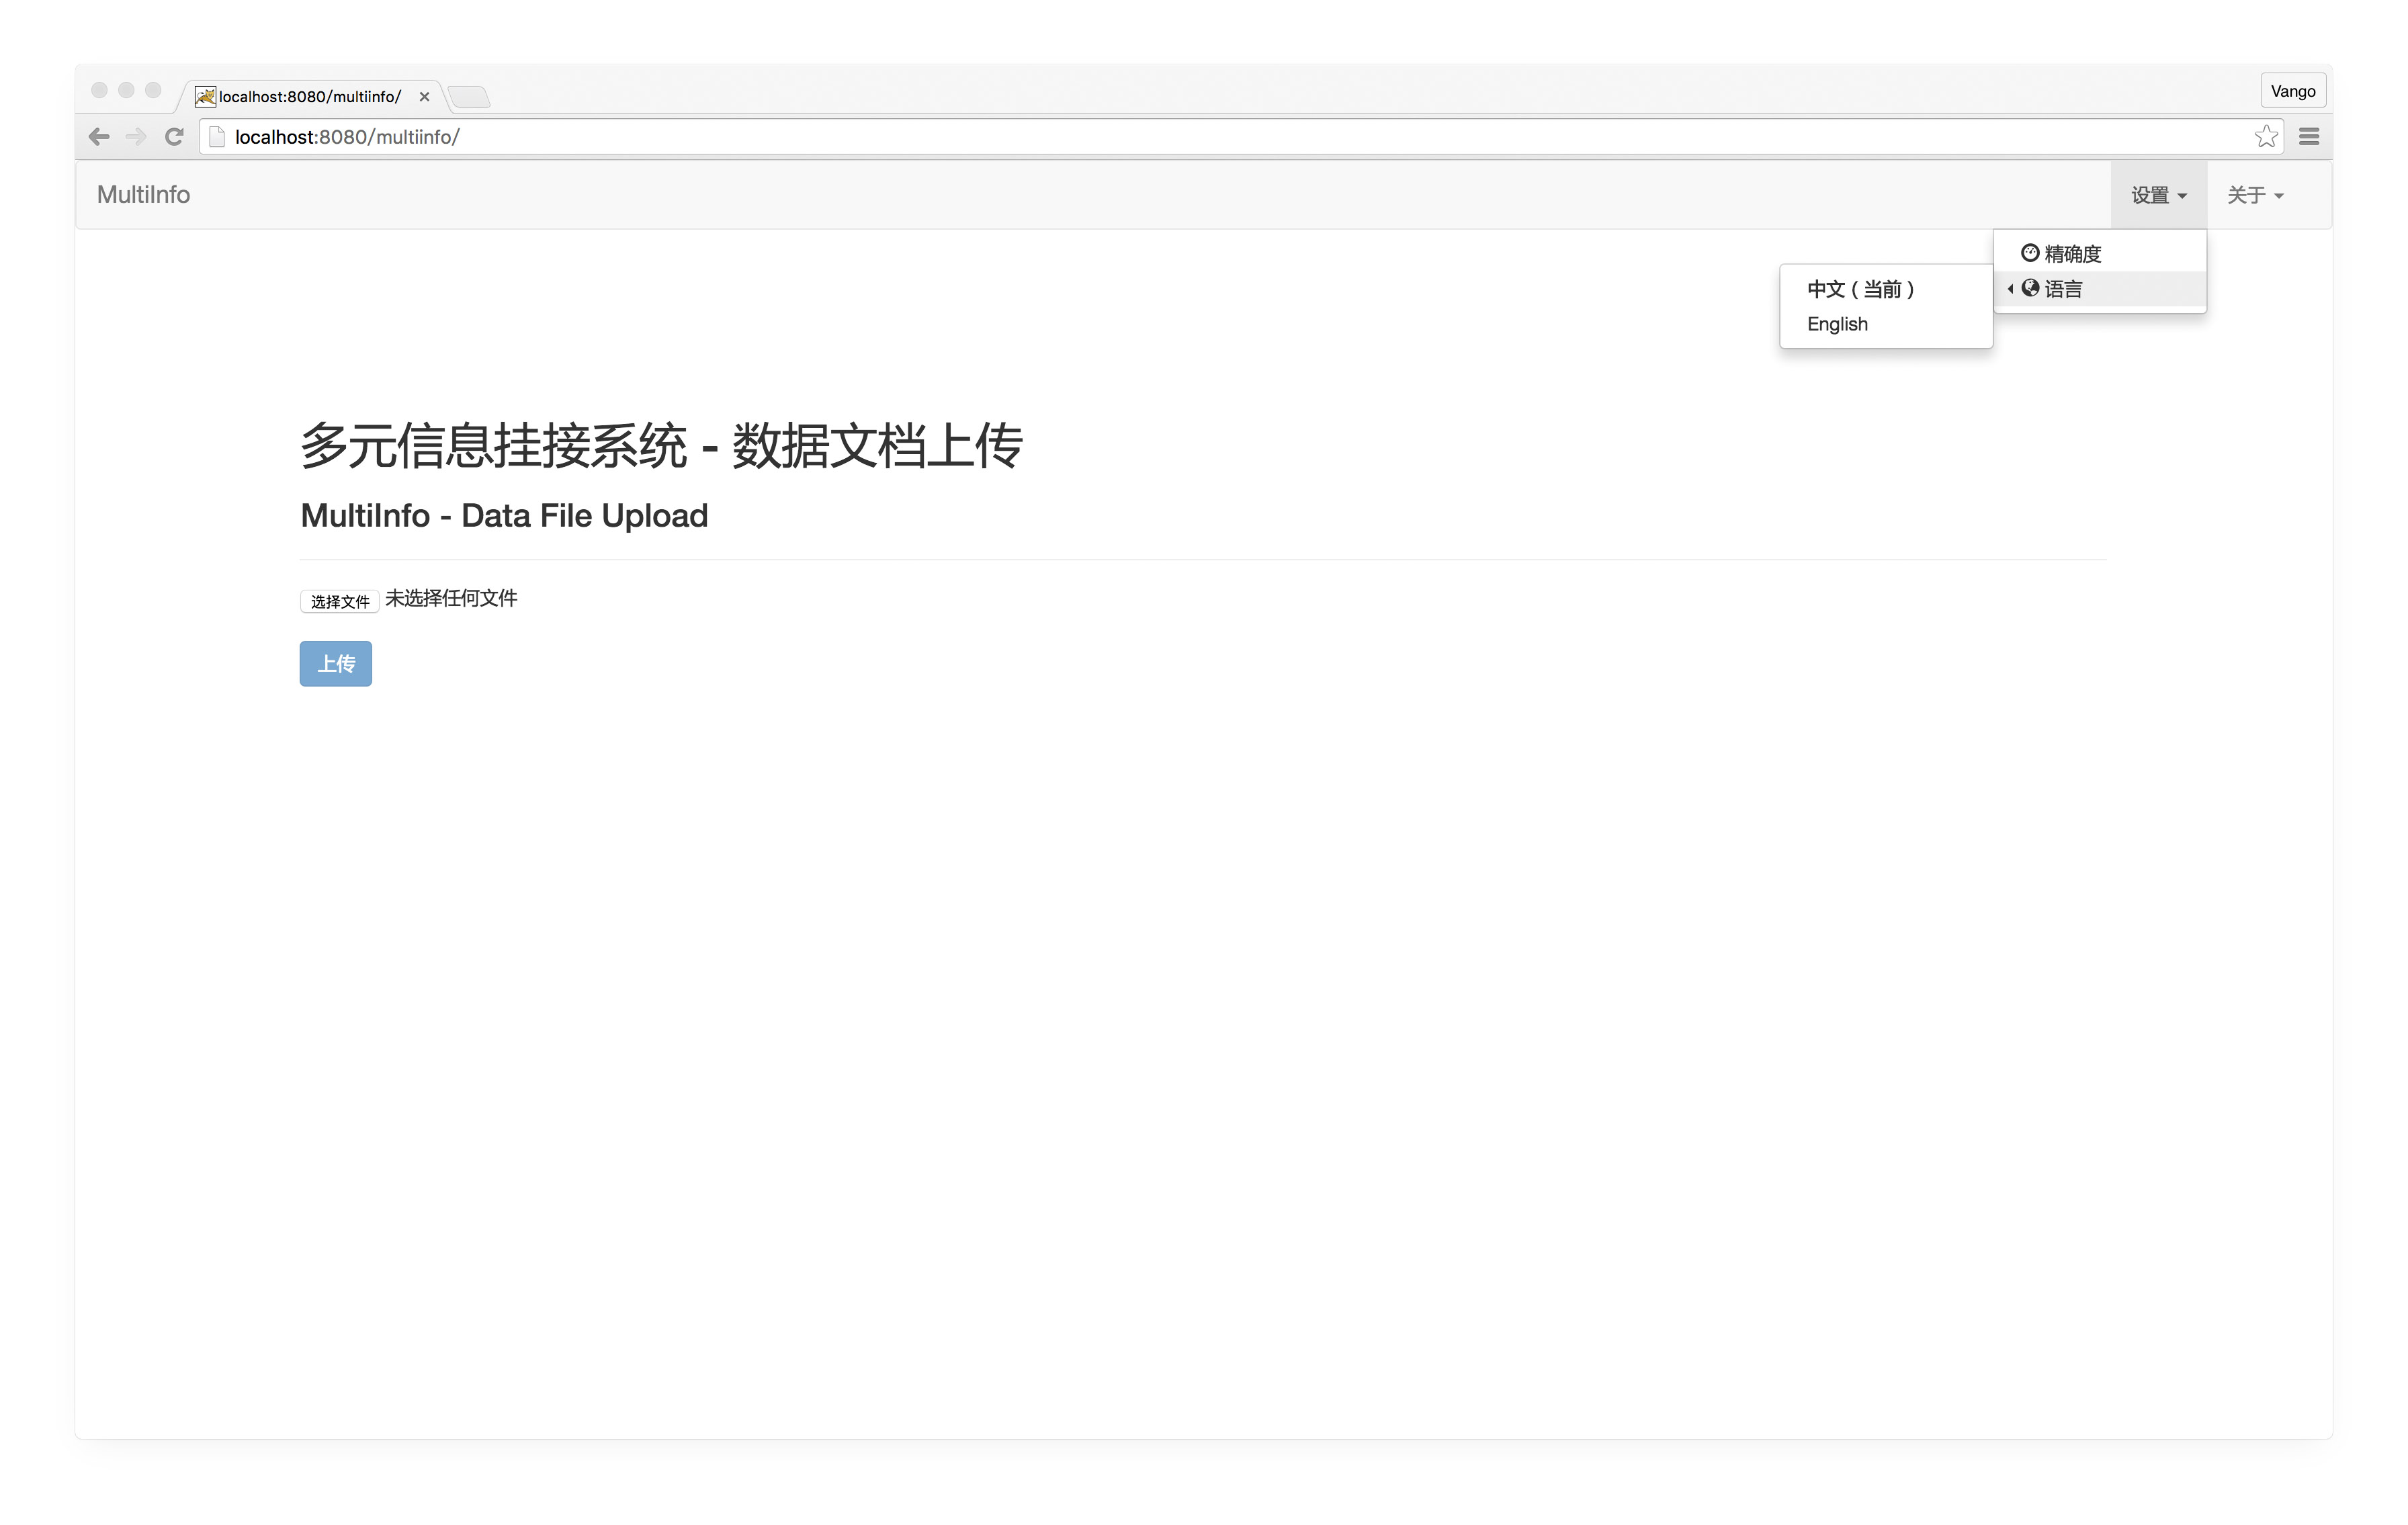 localhost:8080/multiinfo/
Vango
localhost:8080/multiinfo/
MultiInfo
设置
关于
精确度
语言
中文（当前）
English
多元信息挂接系统 - 数据文档上传
MultiInfo - Data File Upload
选择文件 未选择任何文件
上传